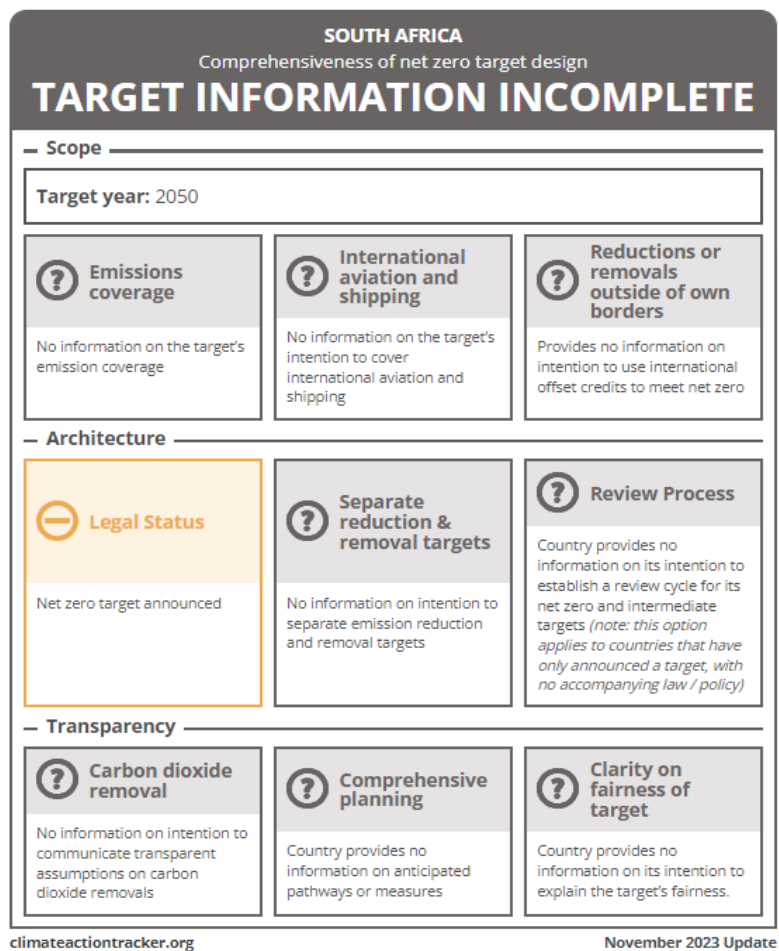 SOUTH AFRICA
Comprehensiveness of net zero target design
TARGET INFORMATION INCOMPLETE
Scope
Target year: 2050
? Emissions
coverage
No information on the target's
emission coverage
? International
aviation and
shipping
No information on the target's
intention to cover
international aviation and
shipping
? Reductions or
removals
outside of own
borders
Provides no information on
intention to use international
offset credits to meet net zero
Architecture
Legal Status
Net zero target announced
? Separate
reduction &
removal targets
No information on intention to
separate emission reduction
and removal targets
? Review Process
Country provides no
information on its intention to
establish a review cycle for its
net zero and intermediate
targets (note: this option
applies to countries that have
only announced a target, with
no accompanying law / policy)
Transparency
? Carbon dioxide
removal
No information on intention to
communicate transparent
assumptions on carbon
dioxide removals
? Comprehensive
planning
Country provides no
information on anticipated
pathways or measures
? Clarity on
fairness of
target
Country provides no
information on its intention to
explain the target's fairness.
climateactiontracker.org
November 2023 Update